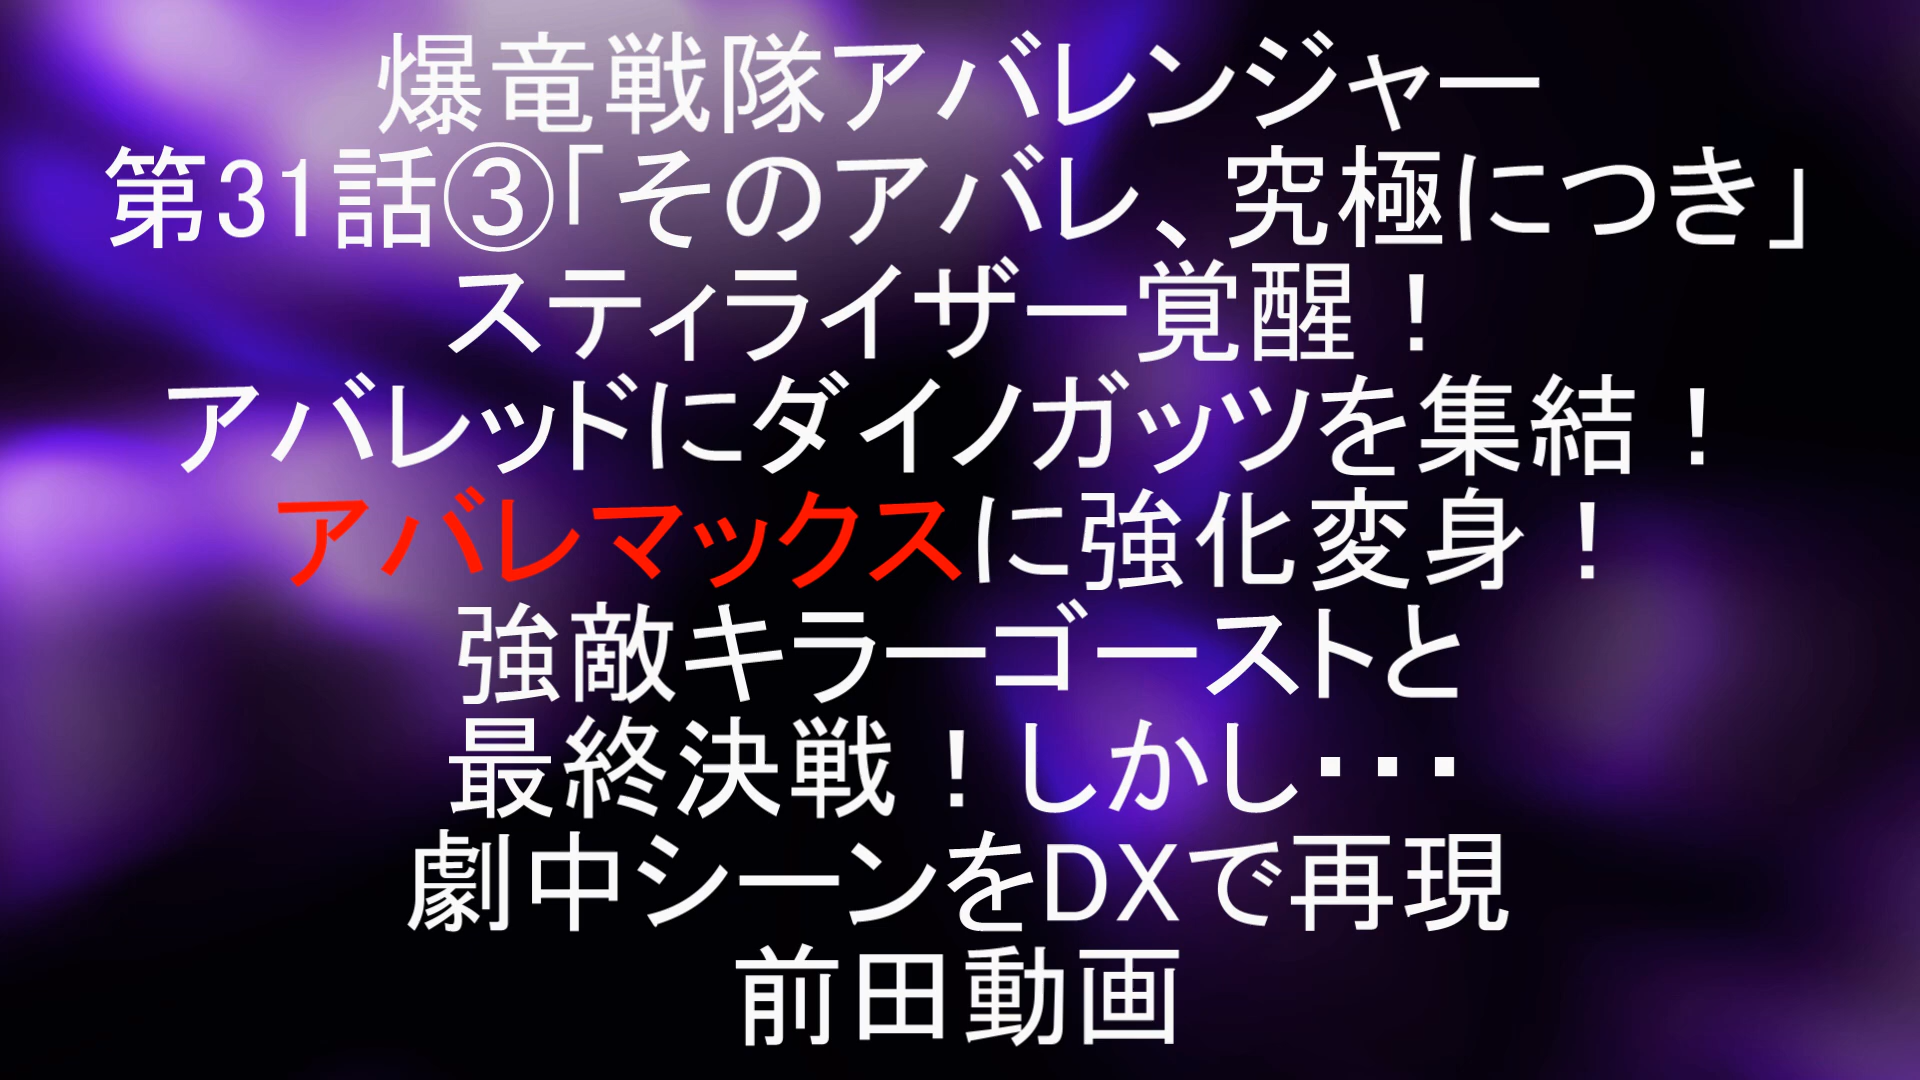 爆竜戦隊アバレンジャー
第31話③「そのアバレ、究極につき」
スティライザー覚醒！
アバレッドにダイノガッツを集結！
アバレマックスに強化変身！
強敵キラーゴーストと
最終決戦！しかし・・・
劇中シーンをDXで再現
前田動画